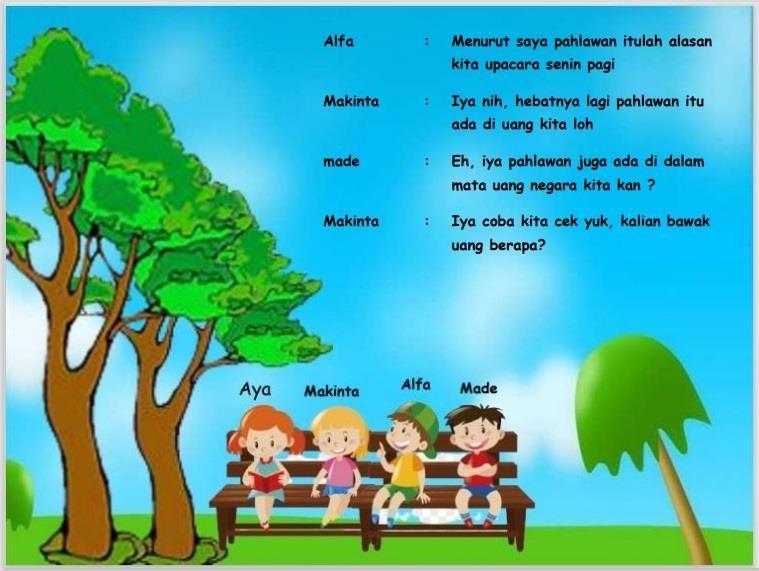 Alfa : Menurut saya pahlawan itulah alasan
kita upacara senin pagi
Makinta : Iya nih, hebatnya lagi pahlawan itu
ada di uang kita loh
made : Eh, iya pahlawan juga ada di dalam
mata uang negara kita kan ?
Makinta : Iya coba kita cek yuk, kalian bawak
uang berapa?
Aya Makinta Alfa Made